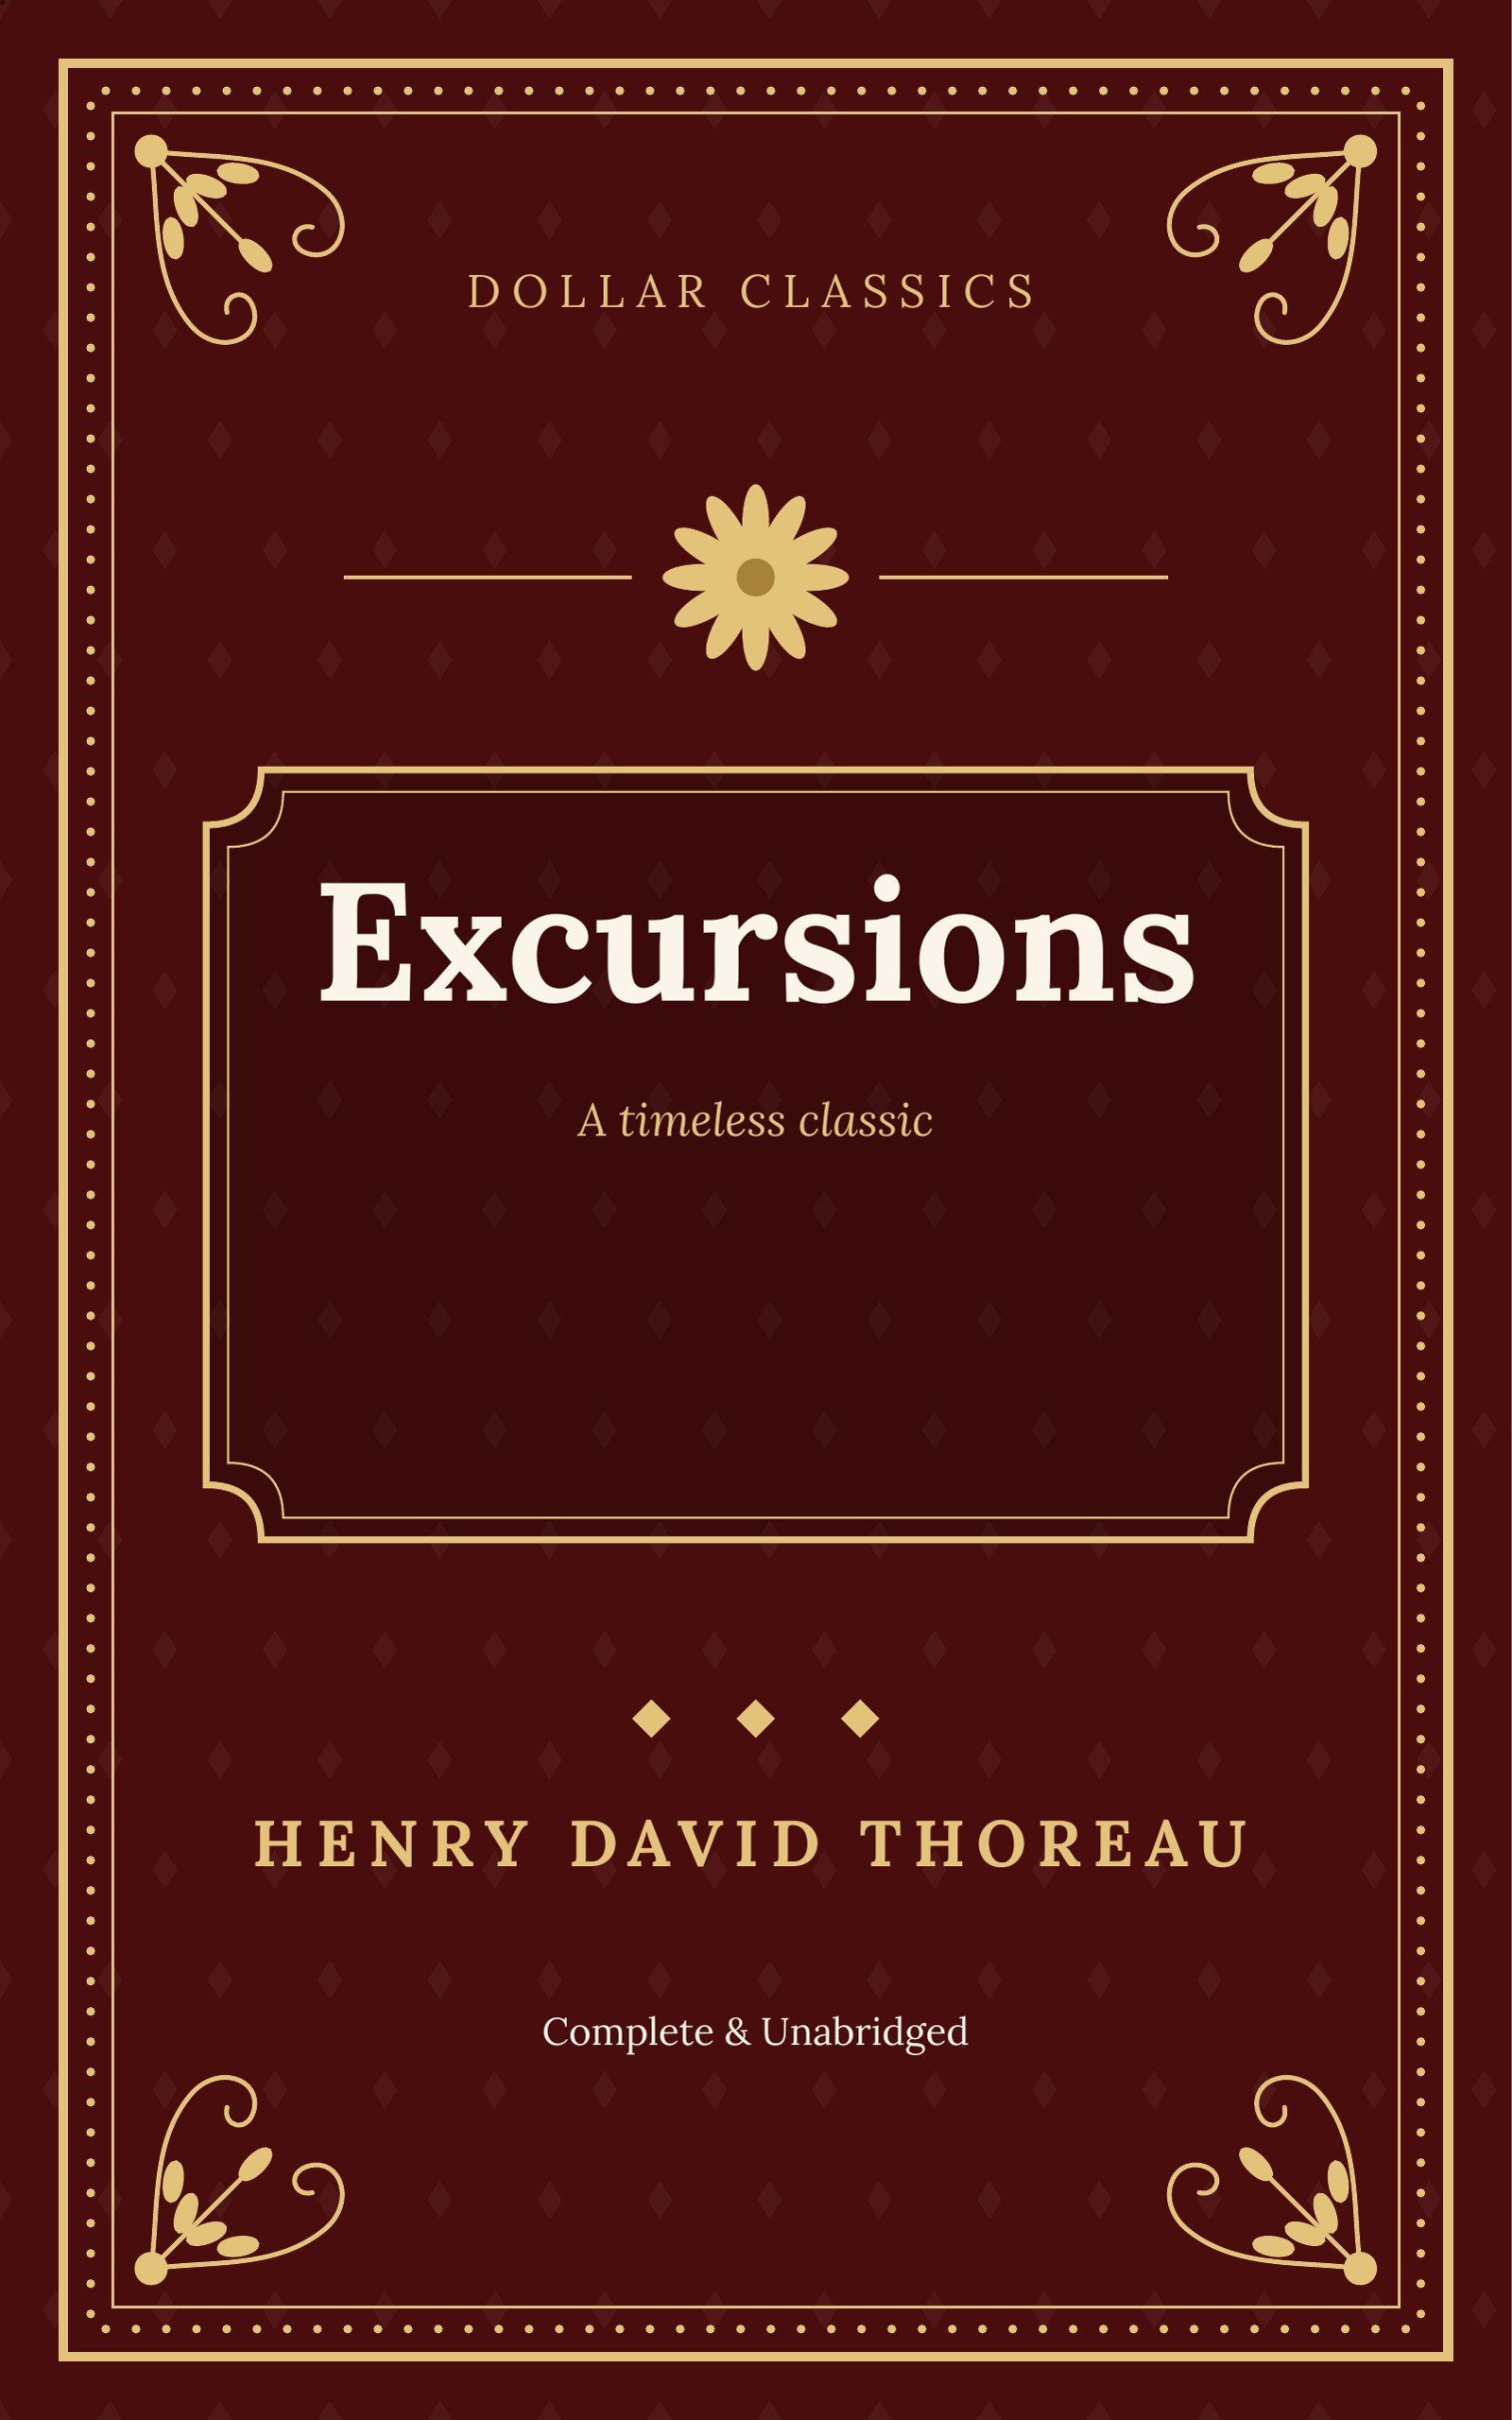 DOLLAR CLASSICS
Excursions
A timeless classic
HENRY DAVID THOREAU
Complete & Unabridged